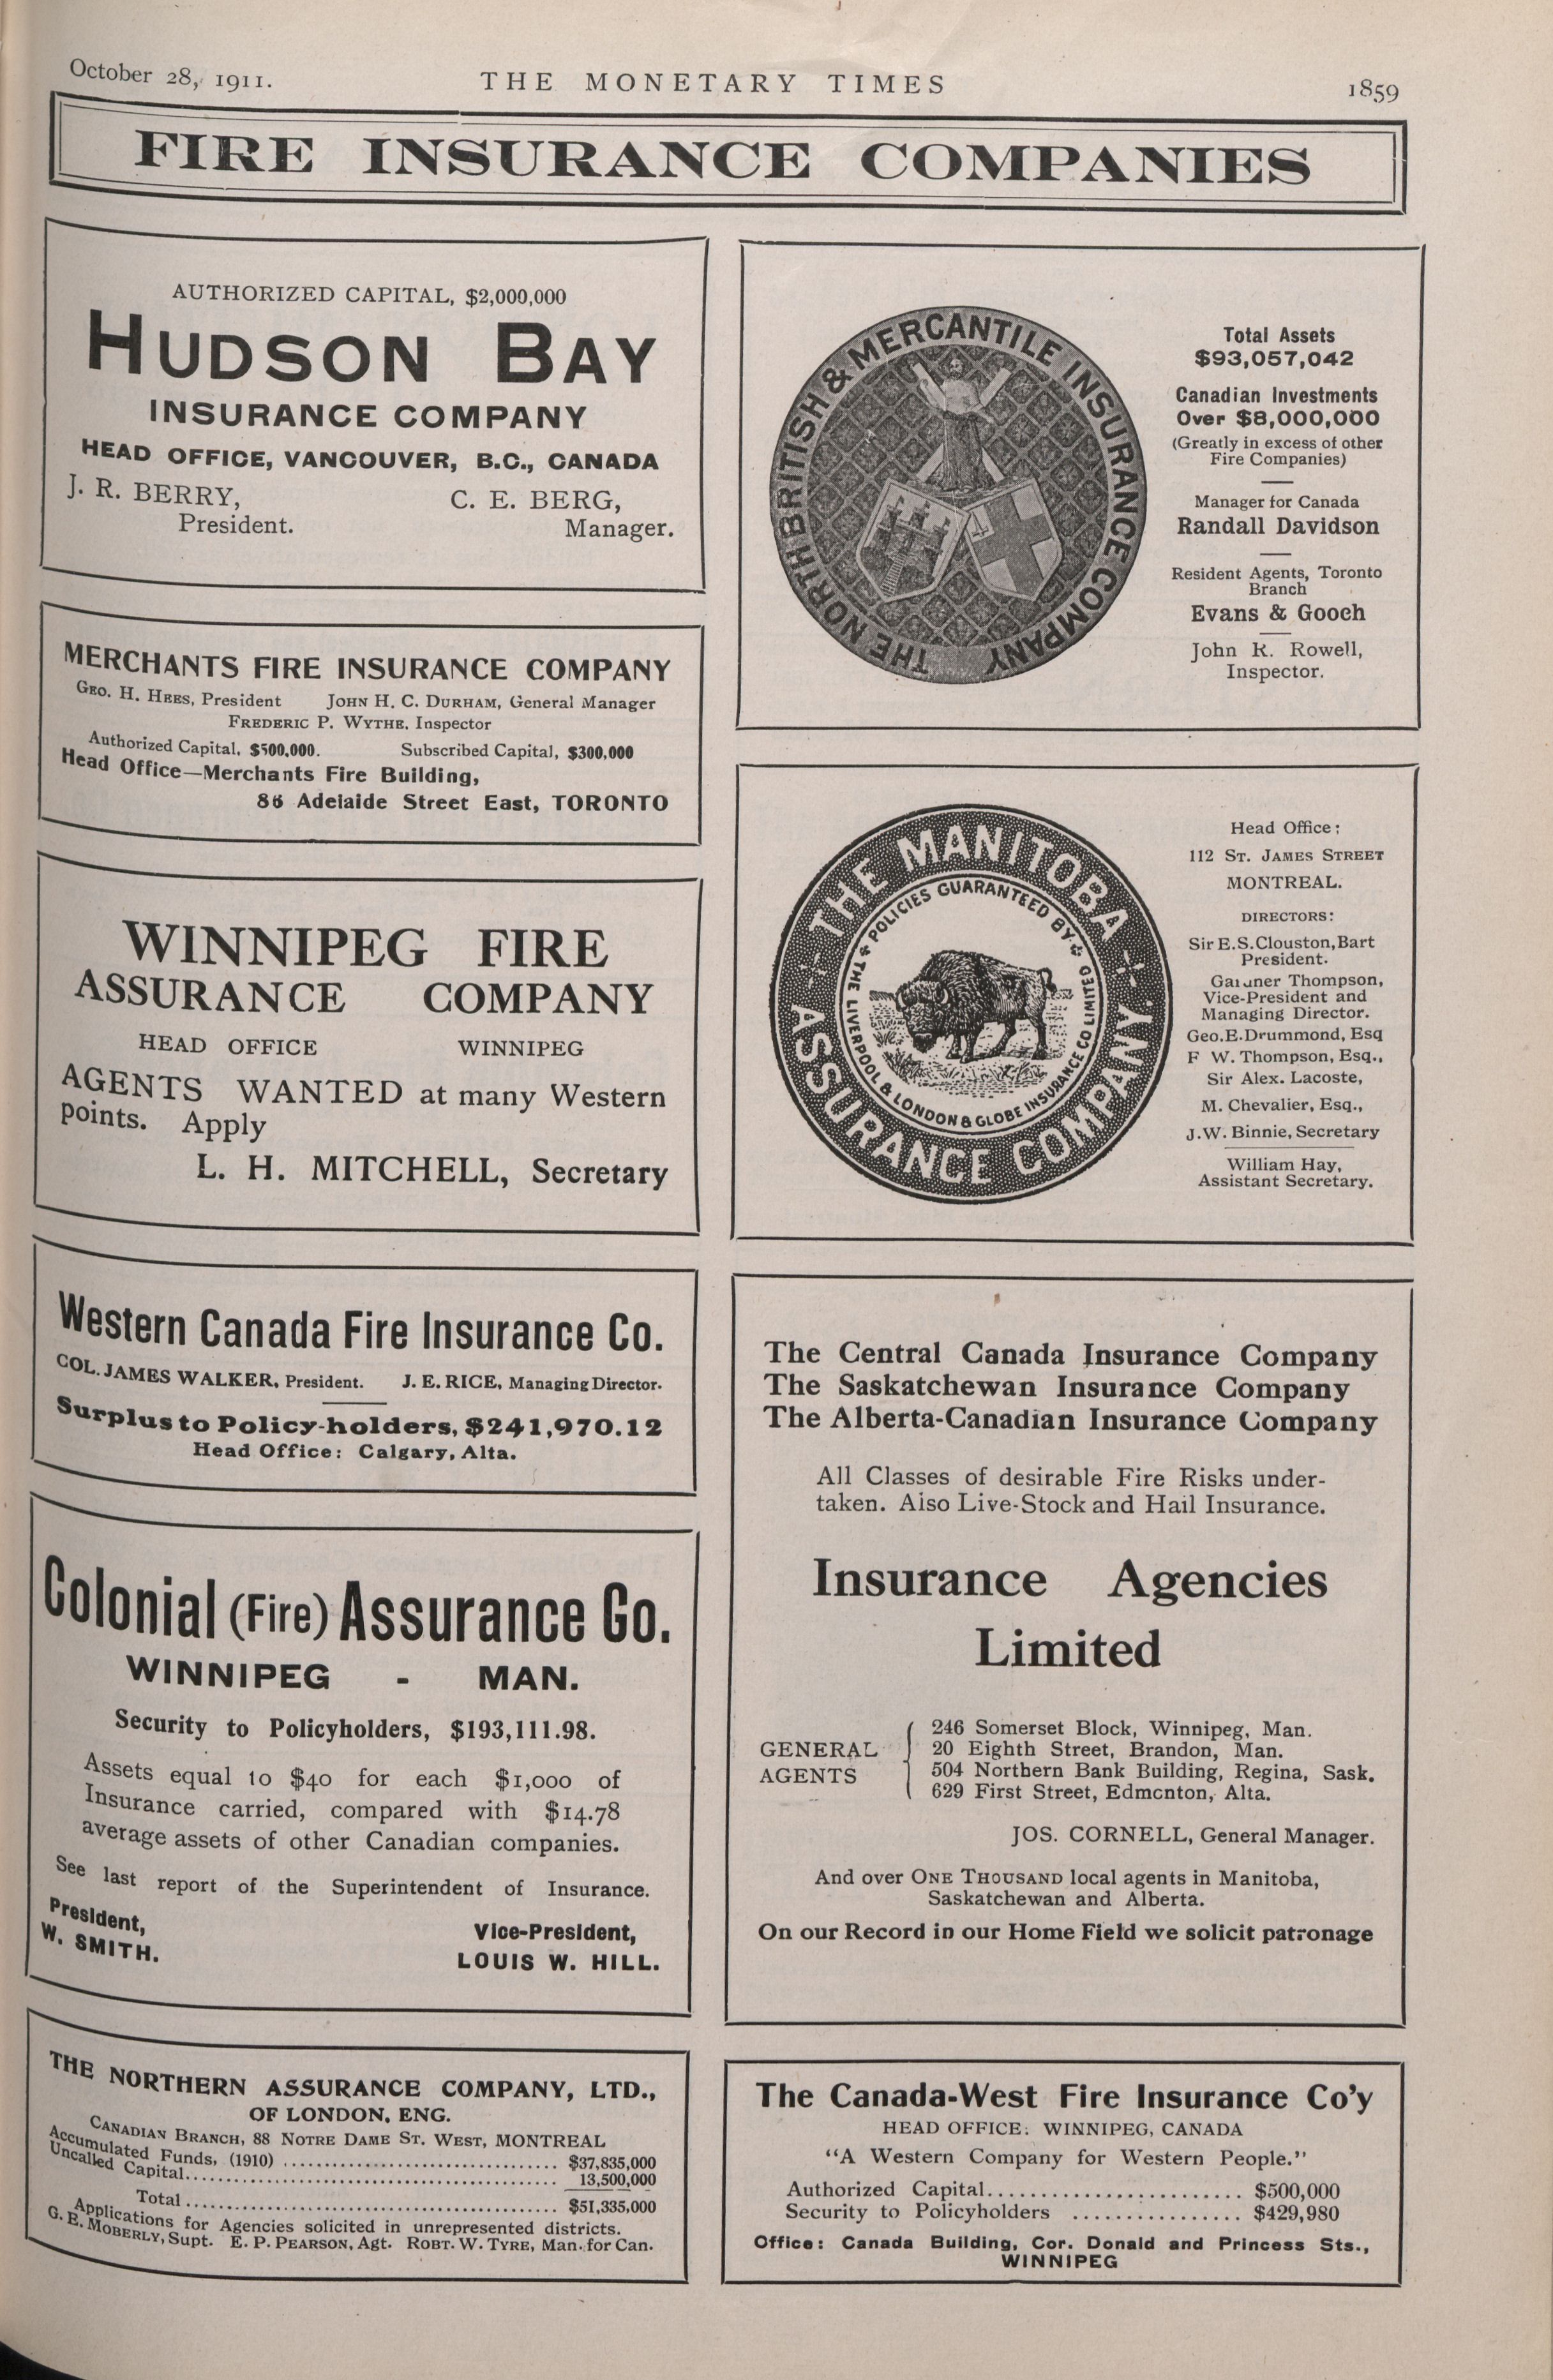 October 28, 1911.
THE MONETARY TIMES
1859
FIRE INSURANCE COMPANIES
AUTHORIZED CAPITAL, $2,000,000
HUDSON BAY
INSURANCE COMPANY
HEAD OFFICE, VANCOUVER, B.C., CANADA
J. R. BERRY, C. E. BERG,
President. Manager.
MERCHANTS FIRE INSURANCE COMPANY
GEO. H. HEES, President JOHN H. C. DURHAM, General Manager
FREDERIC P. WYTHE, Inspector
Authorized Capital, $500,000. Subscribed Capital, $300,000
Head Office—Merchants Fire Building,
86 Adelaide Street East, TORONTO
WINNIPEG FIRE
ASSURANCE COMPANY
HEAD OFFICE WINNIPEG
AGENTS WANTED at many Western
points. Apply
L. H. MITCHELL, Secretary
Western Canada Fire Insurance Co.
COL. JAMES WALKER, President. J. E. RICE, Managing Director.
Surplus to Policy-holders, $241,970.12
Head Office: Calgary, Alta.
Colonial (Fire) Assurance Co.
WINNIPEG - MAN.
Security to Policyholders, $193,111.98.
Assets equal to $40 for each $1,000 of
Insurance carried, compared with $14.78
average assets of other Canadian companies.
See last report of the Superintendent of Insurance.
President, Vice-President,
W. SMITH. LOUIS W. HILL.
THE NORTHERN ASSURANCE COMPANY, LTD.,
OF LONDON, ENG.
CANADIAN BRANCH, 88 NOTRE DAME ST. WEST, MONTREAL
Accumulated Funds, (1910) .......... $37,835,000
Uncalled Capital.......... 13,500,000
Total .......... $51,335,000
Applications for Agencies solicited in unrepresented districts.
G. E. MOBERLY, Supt. E. P. PEARSON, Agt. ROBT. W. TYRE, Man. for Can.
THE NORTH BRITISH & MERCANTILE INSURANCE COMPANY
Total Assets
$93,057,042
Canadian Investments
Over $8,000,000
(Greatly in excess of other
Fire Companies)
Manager for Canada
Randall Davidson
Resident Agents, Toronto
Branch
Evans & Gooch
John K. Rowell,
Inspector.
THE MANITOBA ASSURANCE COMPANY
POLICIES GUARANTEED BY
THE LIVERPOOL & LONDON & GLOBE INSURANCE CO LIMITED
Head Office:
112 ST. JAMES STREET
MONTREAL.
DIRECTORS:
Sir E. S. Clouston, Bart
President.
Gardner Thompson,
Vice-President and
Managing Director.
Geo. E. Drummond, Esq
F W. Thompson, Esq.,
Sir Alex. Lacoste,
M. Chevalier, Esq.,
J. W. Binnie, Secretary
William Hay,
Assistant Secretary.
The Central Canada Insurance Company
The Saskatchewan Insurance Company
The Alberta-Canadian Insurance Company
All Classes of desirable Fire Risks under-
taken. Also Live-Stock and Hail Insurance.
Insurance Agencies
Limited
GENERAL
AGENTS
246 Somerset Block, Winnipeg, Man.
20 Eighth Street, Brandon, Man.
504 Northern Bank Building, Regina, Sask.
629 First Street, Edmonton, Alta.
JOS. CORNELL, General Manager.
And over ONE THOUSAND local agents in Manitoba,
Saskatchewan and Alberta.
On our Record in our Home Field we solicit patronage
The Canada-West Fire Insurance Co'y
HEAD OFFICE: WINNIPEG, CANADA
"A Western Company for Western People."
Authorized Capital.......... $500,000
Security to Policyholders .......... $429,980
Office: Canada Building, Cor. Donald and Princess Sts.,
WINNIPEG